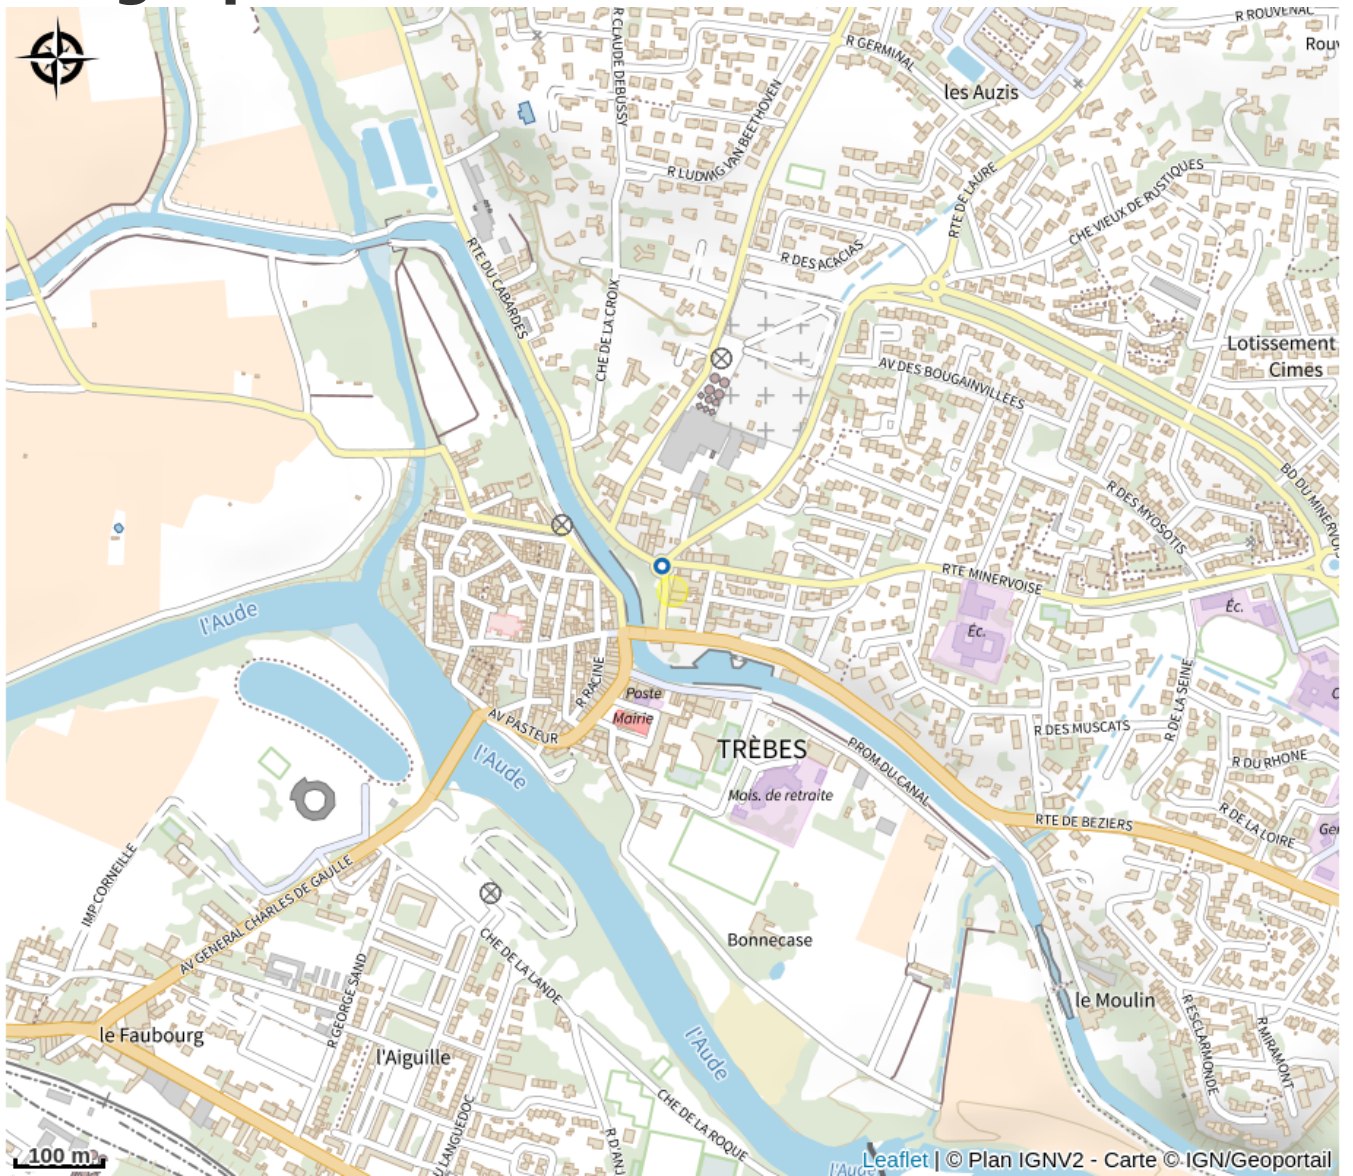 R ROUVENAC
R CLAUDE DEBUSSY
R GERMINAL
les Auzis
R LUDWIG VAN BEETHOVEN
RTE DE LAURE
CHE VIEUX DE RUSTIQUES
R DES ACACIAS
RTE DU CABARDES
CHE DE LA CROIX
Lotissement
Cimes
AV DES BOUGAINVILLEES
BD DU MINERVOIS
R DES MYOSOTIS
RTE MINERVOISE
Éc.
Éc.
l'Aude
R RACINE
Poste
Mairie
AV PASTEUR
TRÈBES
l'Aude
PROM DU CANAL
R DES MUSCATS
R DE LA SEINE
R DU RHONE
Mais. de retraite
R DE LA LOIRE
RTE DE BEZIERS
IMP CORNEILLE
AV GENERAL CHARLES DE GAULLE
Bonnecase
CHE DE LA LANDE
R GEORGE SAND
le Moulin
le Faubourg
l'Aiguille
l'Aude
R ESCLARMONDE
R MIRAMONT
CHE DE LA ROQUE
U LANGUEDOC
R D'ANJ
100 m
l'Aude
Leaflet | © Plan IGNV2 - Carte © IGN/Geoportail